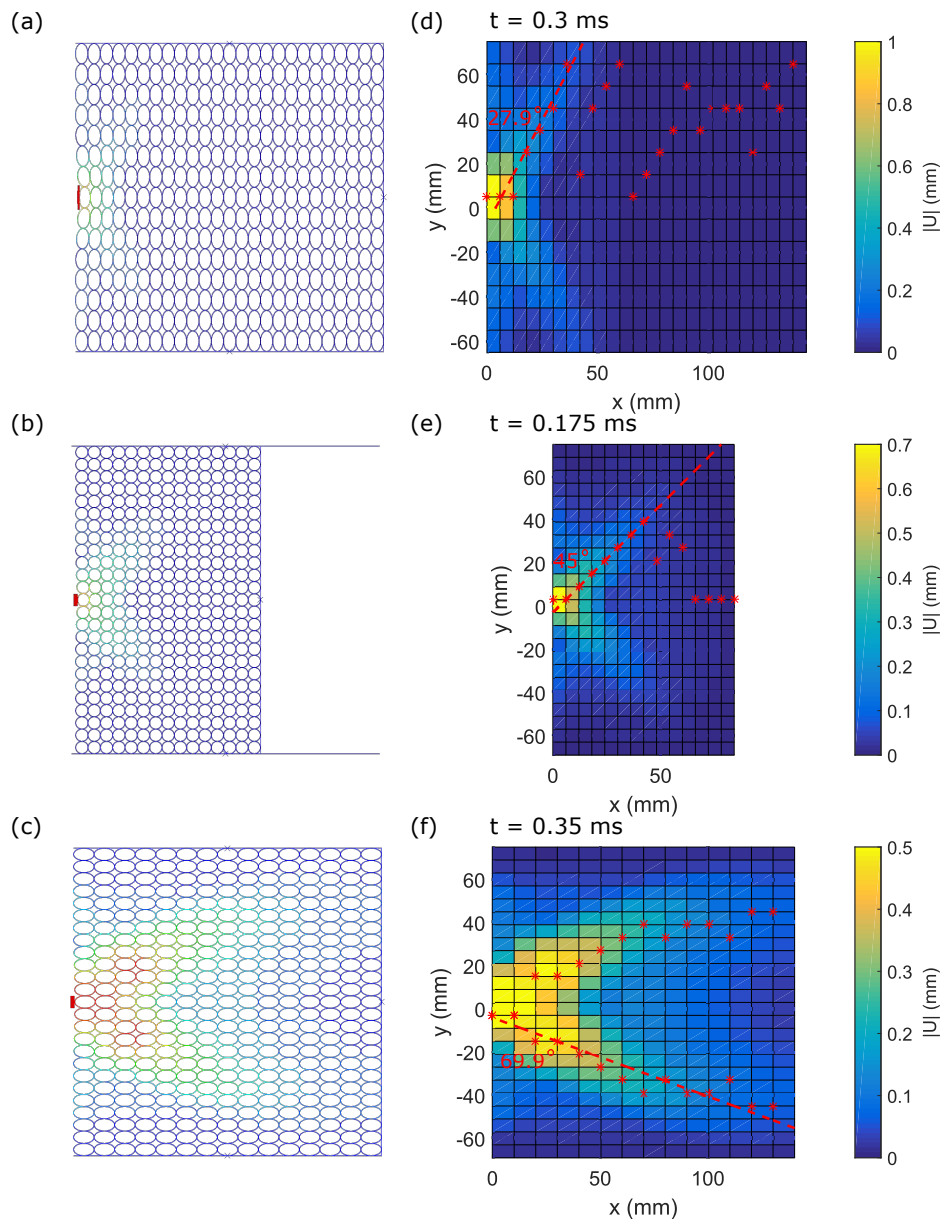 (a)
(d) t = 0.3 ms
60
40
20
0
-20
-40
-60
y (mm)
27.9°
0 50 100
x (mm)
1
0.8
0.6
0.4
0.2
0
|U| (mm)
(b)
(e) t = 0.175 ms
60
40
20
0
-20
-40
-60
y (mm)
45°
0 50
x (mm)
0.7
0.6
0.5
0.4
0.3
0.2
0.1
0
|U| (mm)
(c)
(f) t = 0.35 ms
60
40
20
0
-20
-40
-60
y (mm)
69.9°
0 50 100
x (mm)
0.5
0.4
0.3
0.2
0.1
0
|U| (mm)